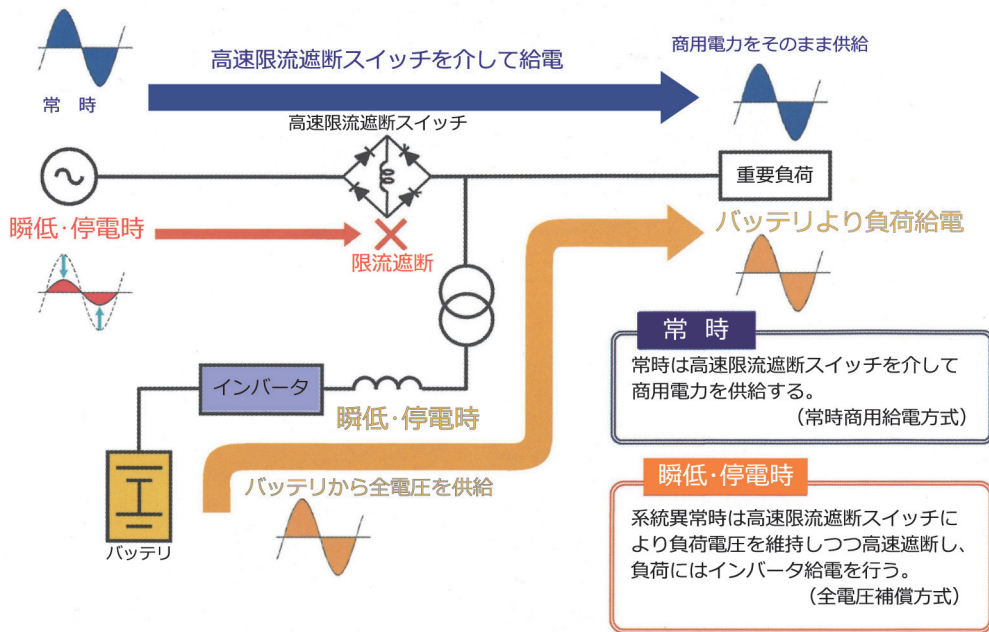 高速限流遮断スイッチを介して給電
商用電力をそのまま供給
常　時
高速限流遮断スイッチ
重要負荷
瞬低･停電時
限流遮断
バッテリより負荷給電
インバータ
瞬低･停電時
バッテリから全電圧を供給
バッテリ
常　時
常時は高速限流遮断スイッチを介して
商用電力を供給する。
（常時商用給電方式）
瞬低･停電時
系統異常時は高速限流遮断スイッチに
より負荷電圧を維持しつつ高速遮断し、
負荷にはインバータ給電を行う。
（全電圧補償方式）